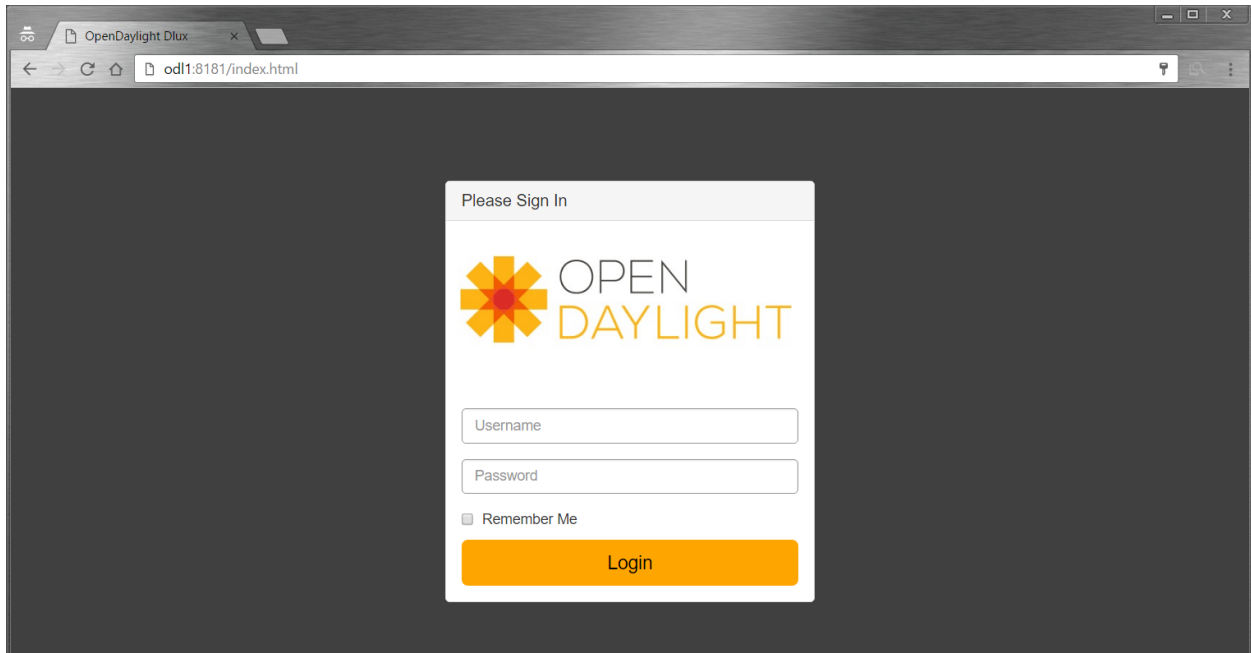 OpenDaylight Dlux
odl1:8181/index.html
Please Sign In
OPEN
DAYLIGHT
Username
Password
Remember Me
Login